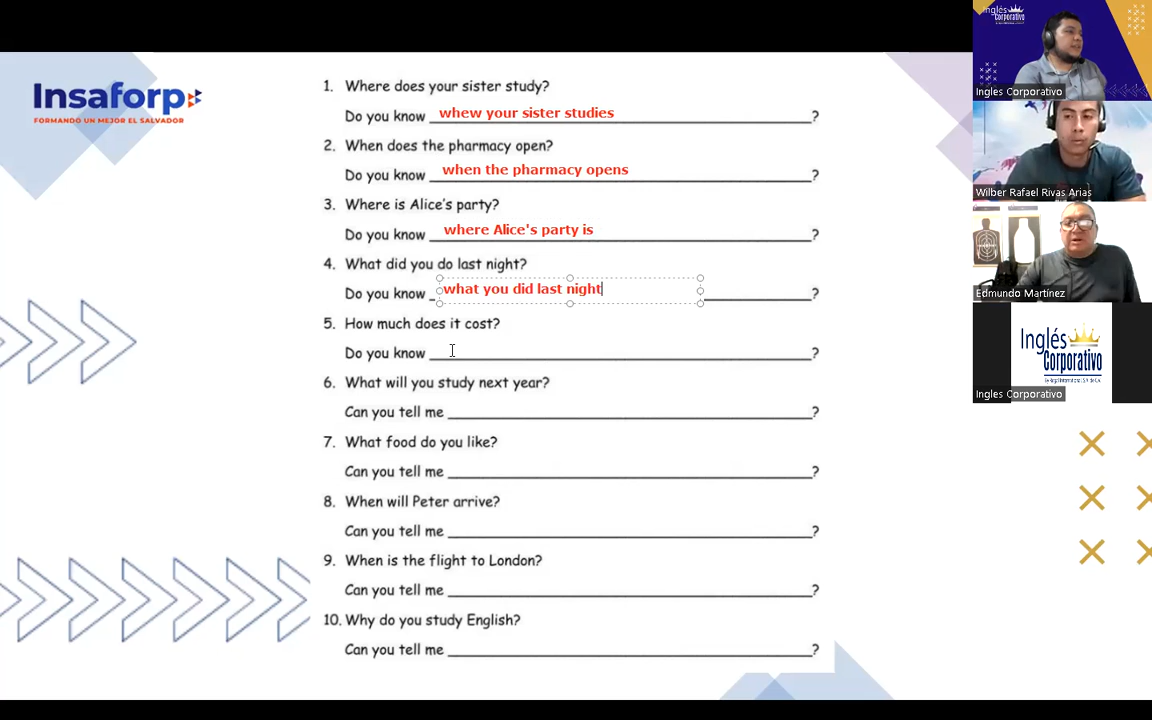 Insaforp
FORMANDO UN MEJOR EL SALVADOR
1. Where does your sister study?
Do you know whew your sister studies ?
2. When does the pharmacy open?
Do you know when the pharmacy opens ?
3. Where is Alice's party?
Do you know where Alice's party is ?
4. What did you do last night?
Do you know what you did last night ?
5. How much does it cost?
Do you know ?
6. What will you study next year?
Can you tell me ?
7. What food do you like?
Can you tell me ?
8. When will Peter arrive?
Can you tell me ?
9. When is the flight to London?
Can you tell me ?
10. Why do you study English?
Can you tell me ?
Inglés
Corporativo
Ingles Corporativo
Wilber Rafael Rivas Arias
Edmundo Martínez
Inglés
Corporativo
Ingles Corporativo